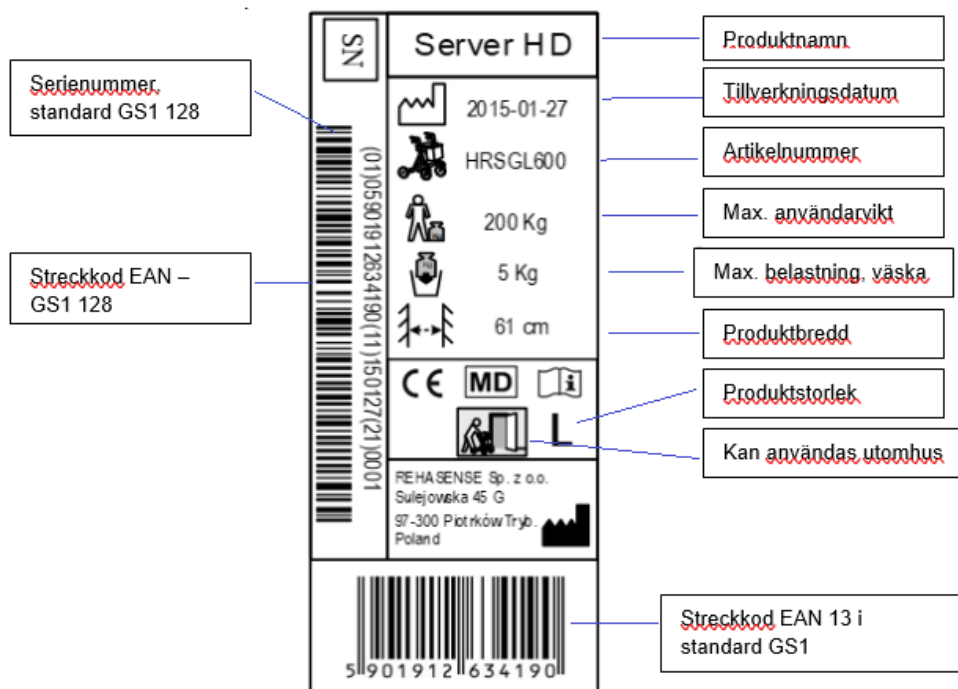 Serienummer,
standard GS1 128
Streckkod EAN –
GS1 128
SN
(01)05901912634190(11)150127(21)0001
Server HD
2015-01-27
HRSGL600
200 Kg
5 Kg
61 cm
CE MD i
L
REHASENSE Sp. z o.o.
Sulejowska 45 G
97-300 Piotrków Tryb.
Poland
5 901912 634190
Produktnamn
Tillverkningsdatum
Artikelnummer
Max. användarvikt
Max. belastning, väska
Produktbredd
Produktstorlek
Kan användas utomhus
Streckkod EAN 13 i
standard GS1